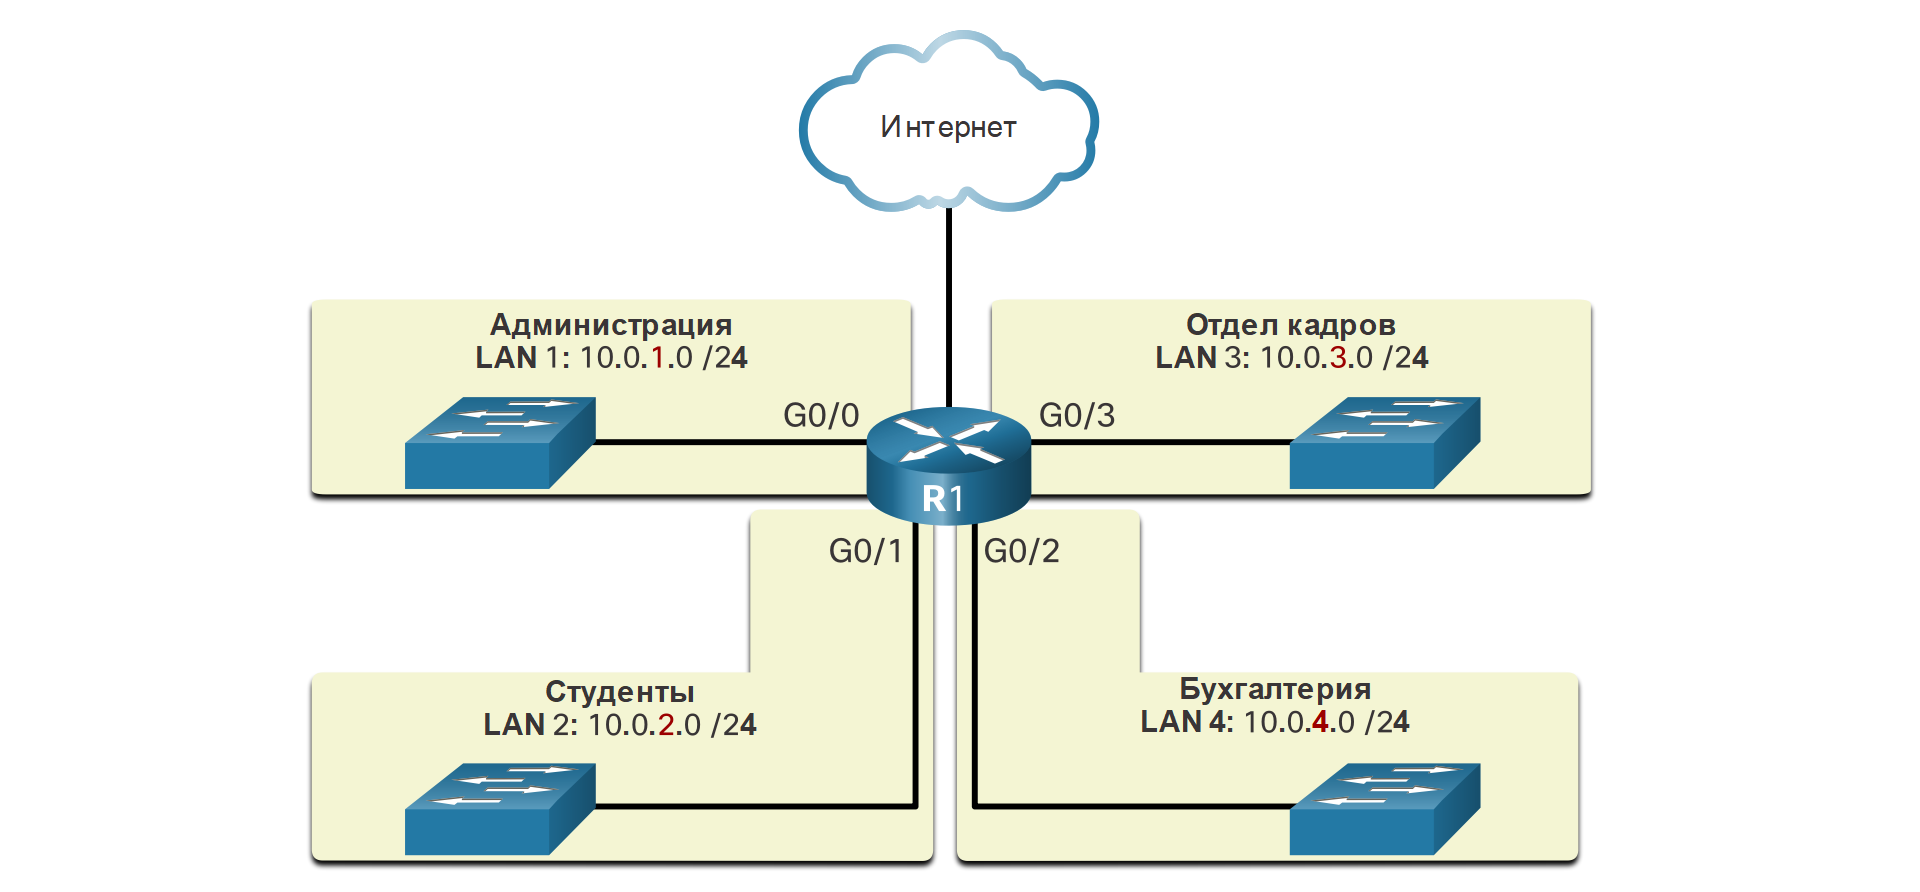 Интернет
Администрация
LAN 1: 10.0.1.0 /24
Отдел кадров
LAN 3: 10.0.3.0 /24
G0/0
G0/3
R1
G0/1
G0/2
Студенты
LAN 2: 10.0.2.0 /24
Бухгалтерия
LAN 4: 10.0.4.0 /24